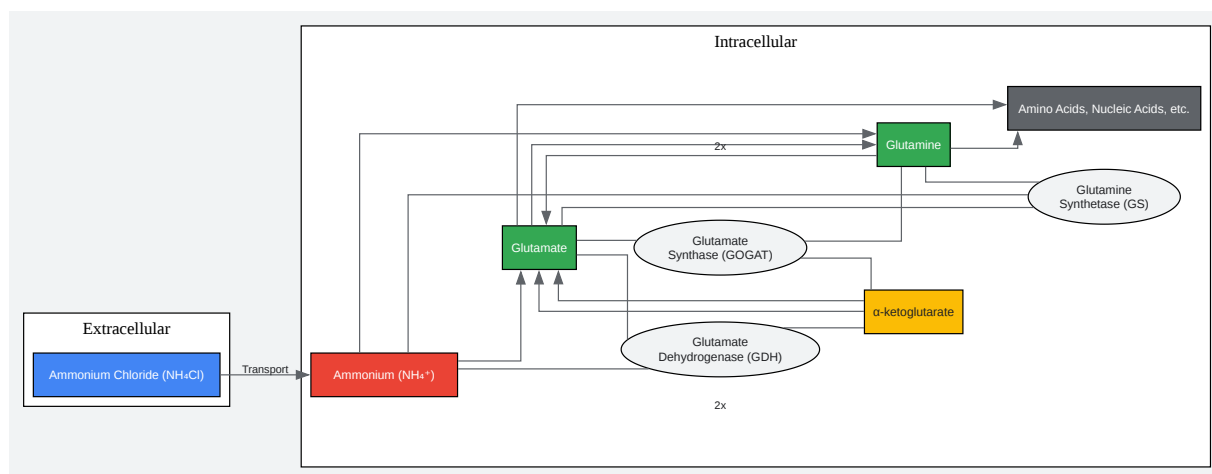 Intracellular
Amino Acids, Nucleic Acids, etc.
Glutamine
2x
Glutamine
Synthetase (GS)
Glutamate
Glutamate
Synthase (GOGAT)
α-ketoglutarate
Extracellular
Glutamate
Dehydrogenase (GDH)
Ammonium Chloride (NH₄Cl)
Transport
Ammonium (NH₄⁺)
2x